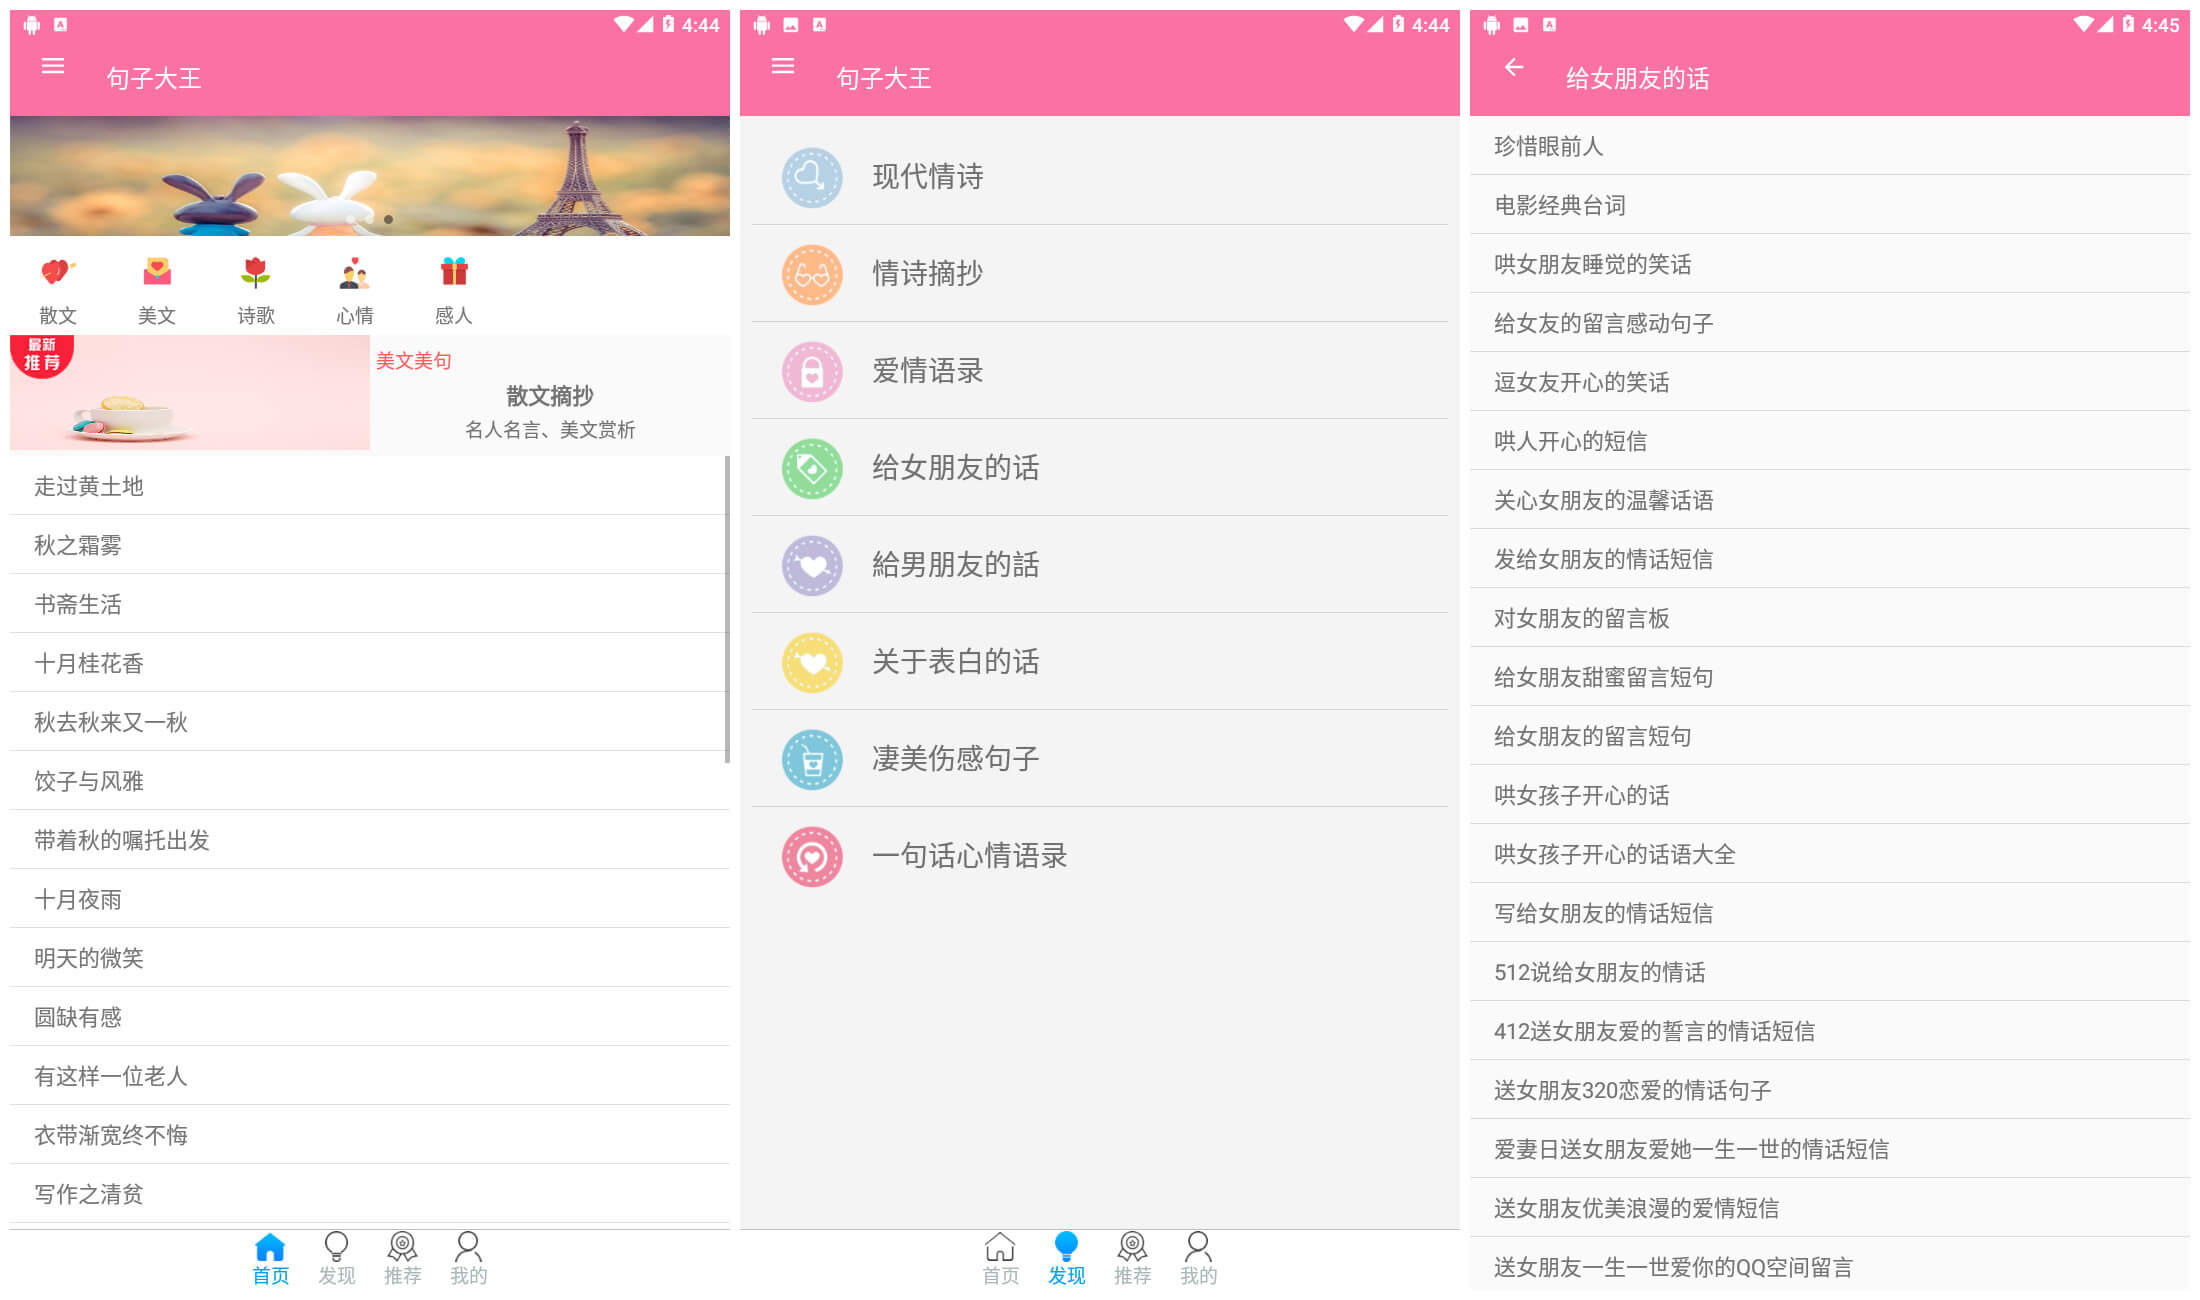 4:44
句子大王
散文 美文 诗歌 心情 感人
最新
推荐
美文美句
散文摘抄
名人名言、美文赏析
走过黄土地
秋之霜雾
书斋生活
十月桂花香
秋去秋来又一秋
饺子与风雅
带着秋的嘱托出发
十月夜雨
明天的微笑
圆缺有感
有这样一位老人
衣带渐宽终不悔
写作之清贫
首页 发现 推荐 我的
4:44
句子大王
现代情诗
情诗摘抄
爱情语录
给女朋友的话
給男朋友的話
关于表白的话
凄美伤感句子
一句话心情语录
首页 发现 推荐 我的
4:45
给女朋友的话
珍惜眼前人
电影经典台词
哄女朋友睡觉的笑话
给女友的留言感动句子
逗女友开心的笑话
哄人开心的短信
关心女朋友的温馨话语
发给女朋友的情话短信
对女朋友的留言板
给女朋友甜蜜留言短句
给女朋友的留言短句
哄女孩子开心的话
哄女孩子开心的话语大全
写给女朋友的情话短信
512说给女朋友的情话
412送女朋友爱的誓言的情话短信
送女朋友320恋爱的情话句子
爱妻日送女朋友爱她一生一世的情话短信
送女朋友优美浪漫的爱情短信
送女朋友一生一世爱你的QQ空间留言